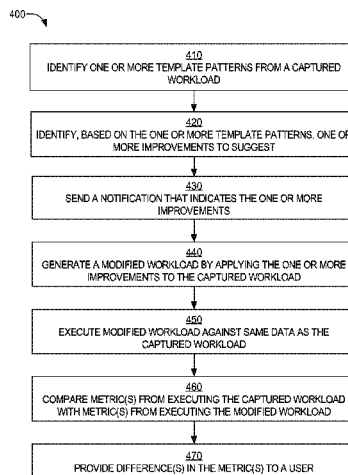 400
410
IDENTIFY ONE OR MORE TEMPLATE PATTERNS FROM A CAPTURED
WORKLOAD
420
IDENTIFY, BASED ON THE ONE OR MORE TEMPLATE PATTERNS, ONE OR
MORE IMPROVEMENTS TO SUGGEST
430
SEND A NOTIFICATION THAT INDICATES THE ONE OR MORE
IMPROVEMENTS
440
GENERATE A MODIFIED WORKLOAD BY APPLYING THE ONE OR MORE
IMPROVEMENTS TO THE CAPTURED WORKLOAD
450
EXECUTE MODIFIED WORKLOAD AGAINST SAME DATA AS THE
CAPTURED WORKLOAD
460
COMPARE METRIC(S) FROM EXECUTING THE CAPTURED WORKLOAD
WITH METRIC(S) FROM EXECUTING THE MODIFIED WORKLOAD
470
PROVIDE DIFFERENCE(S) IN THE METRIC(S) TO A USER